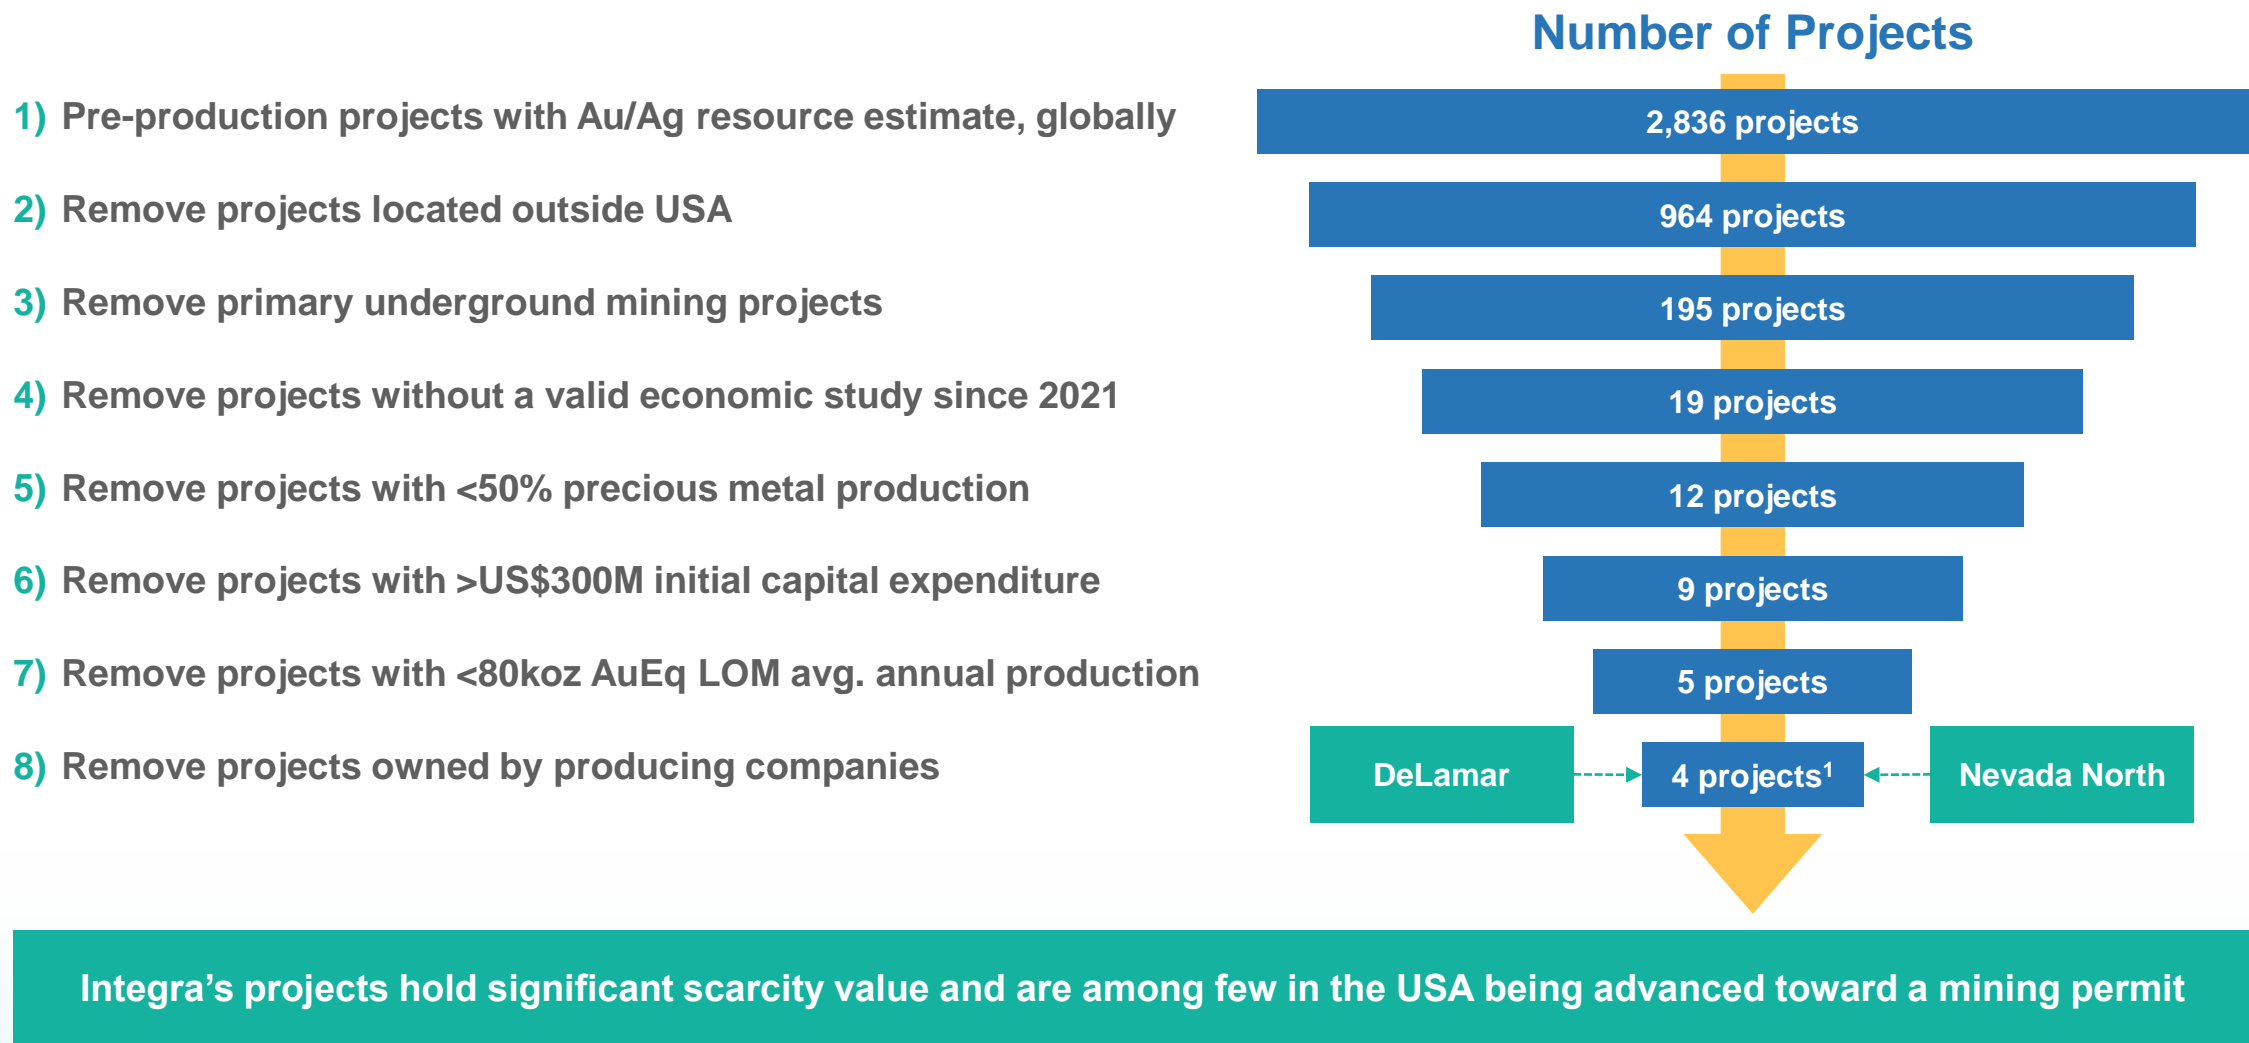 Number of Projects
1) Pre-production projects with Au/Ag resource estimate, globally
2,836 projects
2) Remove projects located outside USA
964 projects
3) Remove primary underground mining projects
195 projects
4) Remove projects without a valid economic study since 2021
19 projects
5) Remove projects with <50% precious metal production
12 projects
6) Remove projects with >US$300M initial capital expenditure
9 projects
7) Remove projects with <80koz AuEq LOM avg. annual production
5 projects
8) Remove projects owned by producing companies
DeLamar
4 projects¹
Nevada North
Integra’s projects hold significant scarcity value and are among few in the USA being advanced toward a mining permit